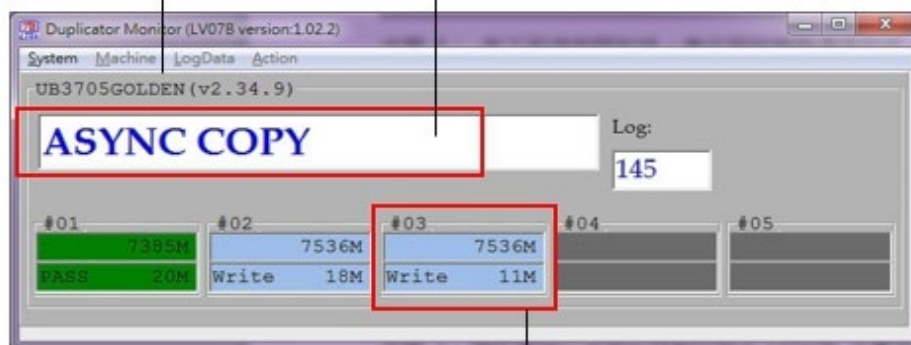 Duplicator Monitor (LV07B version:1.02.2)
System Machine LogData Action
UB3705GOLDEN(v2.34.9)
ASYNC COPY
Log:
145
#01 #02 #03 #04 #05
7385M 7536M 7536M
PASS 20M Write 18M Write 11M